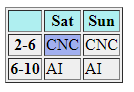 Sat Sun
2-6 CNC CNC
6-10 AI AI